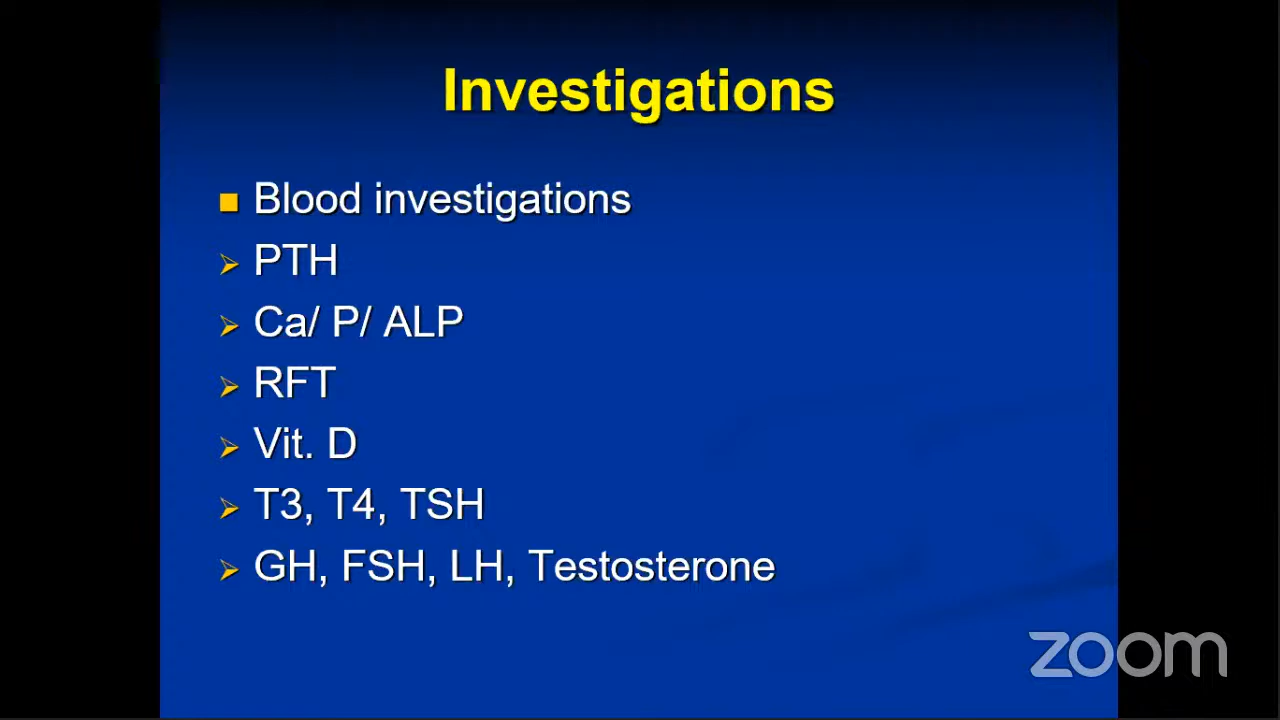 Investigations
Blood investigations
PTH
Ca/ P/ ALP
RFT
Vit. D
T3, T4, TSH
GH, FSH, LH, Testosterone
zoom